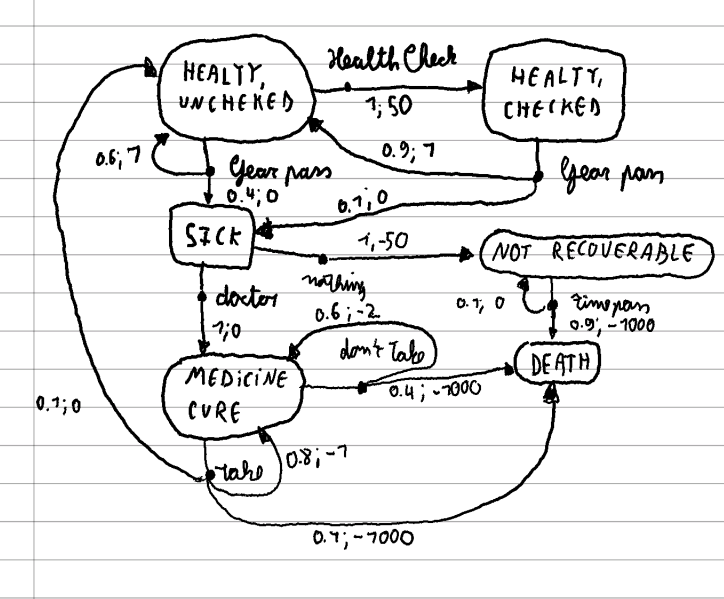 Health Check
HEALTY,
UNCHEKED
HEALTY,
CHECKED
1; 50
0.6; 1
0.9; 1
Year pass
Year pass
0.4; 0
0.1; 0
SICK
1, -50
NOT RECOVERABLE
nothing
doctor
0.1; 0
time pass
0.6; -2
0.9; -1000
1; 0
don't take
DEATH
MEDICINE
CURE
0.4; -1000
0.1; 0
0.8; -1
take
0.1; -1000